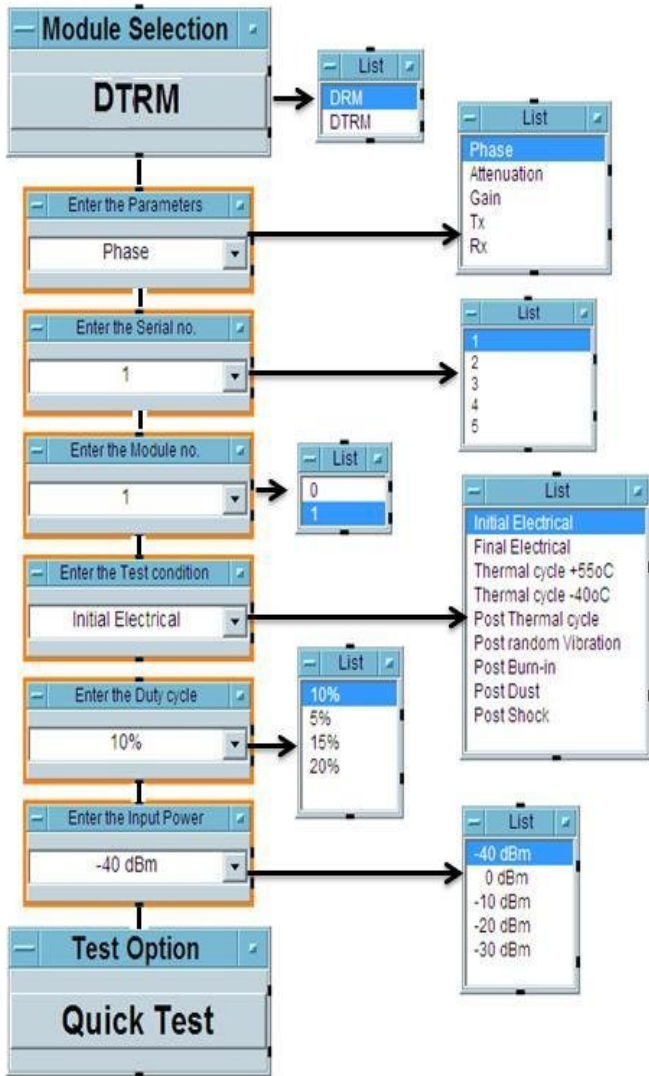 Module Selection
DTRM
List
DRM
DTRM
Enter the Parameters
Phase
List
Phase
Attenuation
Gain
Tx
Rx
Enter the Serial no.
1
List
1
2
3
4
5
Enter the Module no.
1
List
0
1
Enter the Test condition
Initial Electrical
List
Initial Electrical
Final Electrical
Thermal cycle +55oC
Thermal cycle -40oC
Post Thermal cycle
Post random Vibration
Post Burn-in
Post Dust
Post Shock
Enter the Duty cycle
10%
List
10%
5%
15%
20%
Enter the Input Power
-40 dBm
List
-40 dBm
0 dBm
-10 dBm
-20 dBm
-30 dBm
Test Option
Quick Test